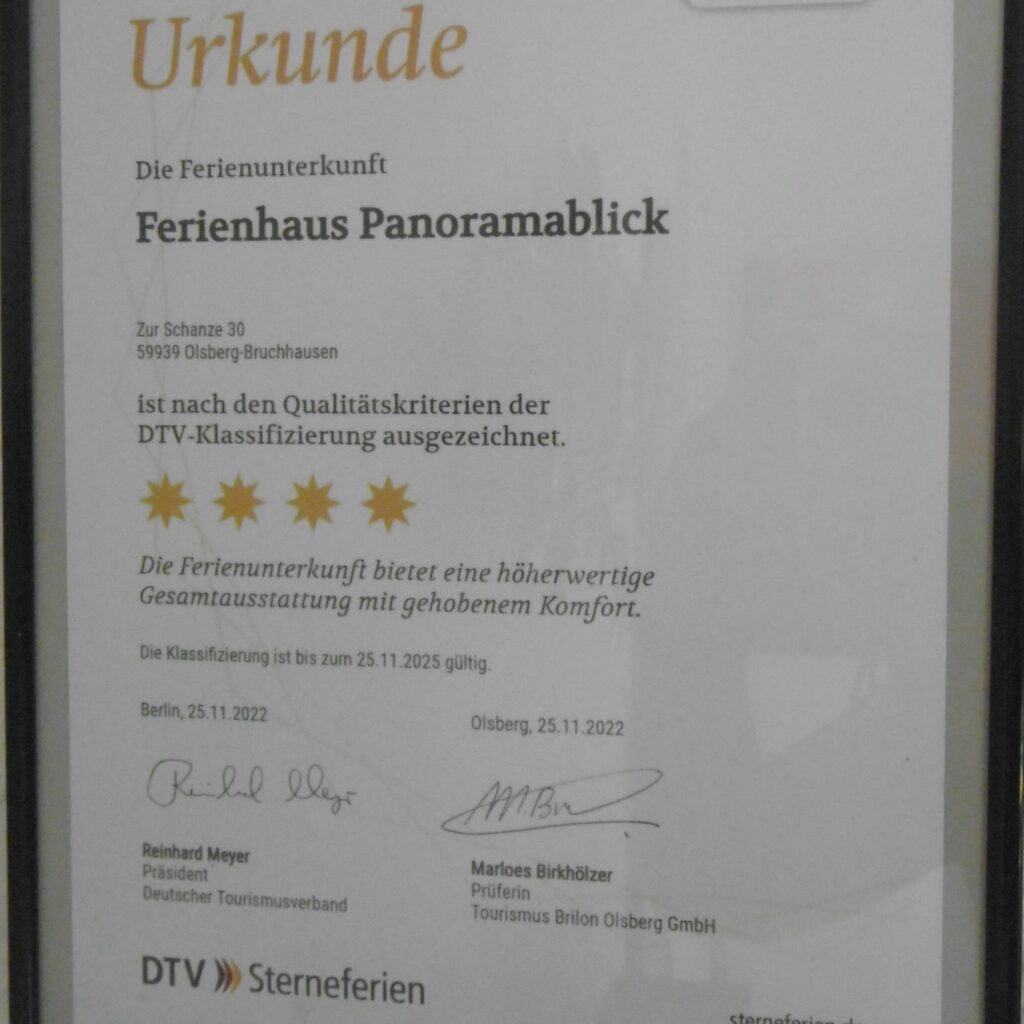 Urkunde
Die Ferienunterkunft
Ferienhaus Panoramablick
Zur Schanze 30
59939 Olsberg-Bruchhausen
ist nach den Qualitätskriterien der
DTV-Klassifizierung ausgezeichnet.
Die Ferienunterkunft bietet eine höherwertige
Gesamtausstattung mit gehobenem Komfort.
Die Klassifizierung ist bis zum 25.11.2025 gültig.
Berlin, 25.11.2022
Olsberg, 25.11.2022
Reinhard Meyer
Präsident
Deutscher Tourismusverband
Marloes Birkhölzer
Prüferin
Tourismus Brilon Olsberg GmbH
DTV Sterneferien